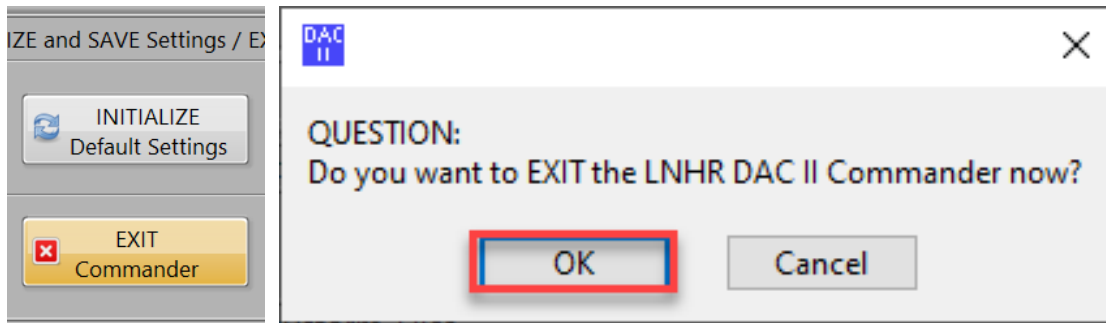 IZE and SAVE Settings / EX
INITIALIZE
Default Settings
EXIT
Commander
DAC
II
QUESTION:
Do you want to EXIT the LNHR DAC II Commander now?
OK
Cancel